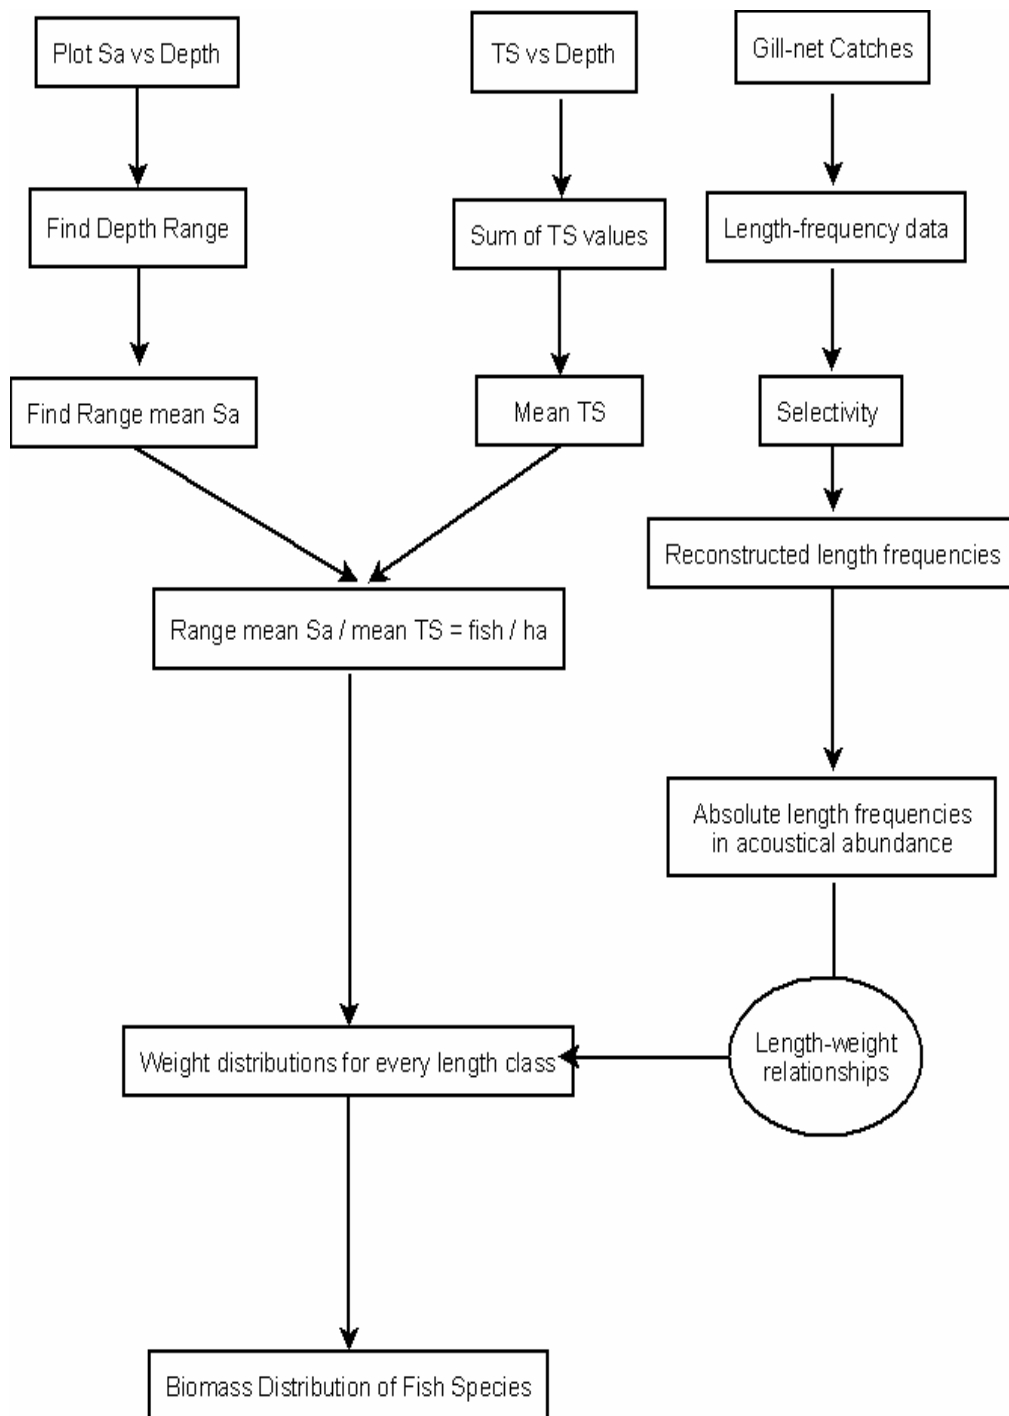 Plot Sa vs Depth
TS vs Depth
Gill-net Catches
Find Depth Range
Sum of TS values
Length-frequency data
Find Range mean Sa
Mean TS
Selectivity
Reconstructed length frequencies
Range mean Sa / mean TS = fish / ha
Absolute length frequencies
in acoustical abundance
Weight distributions for every length class
Length-weight
relationships
Biomass Distribution of Fish Species